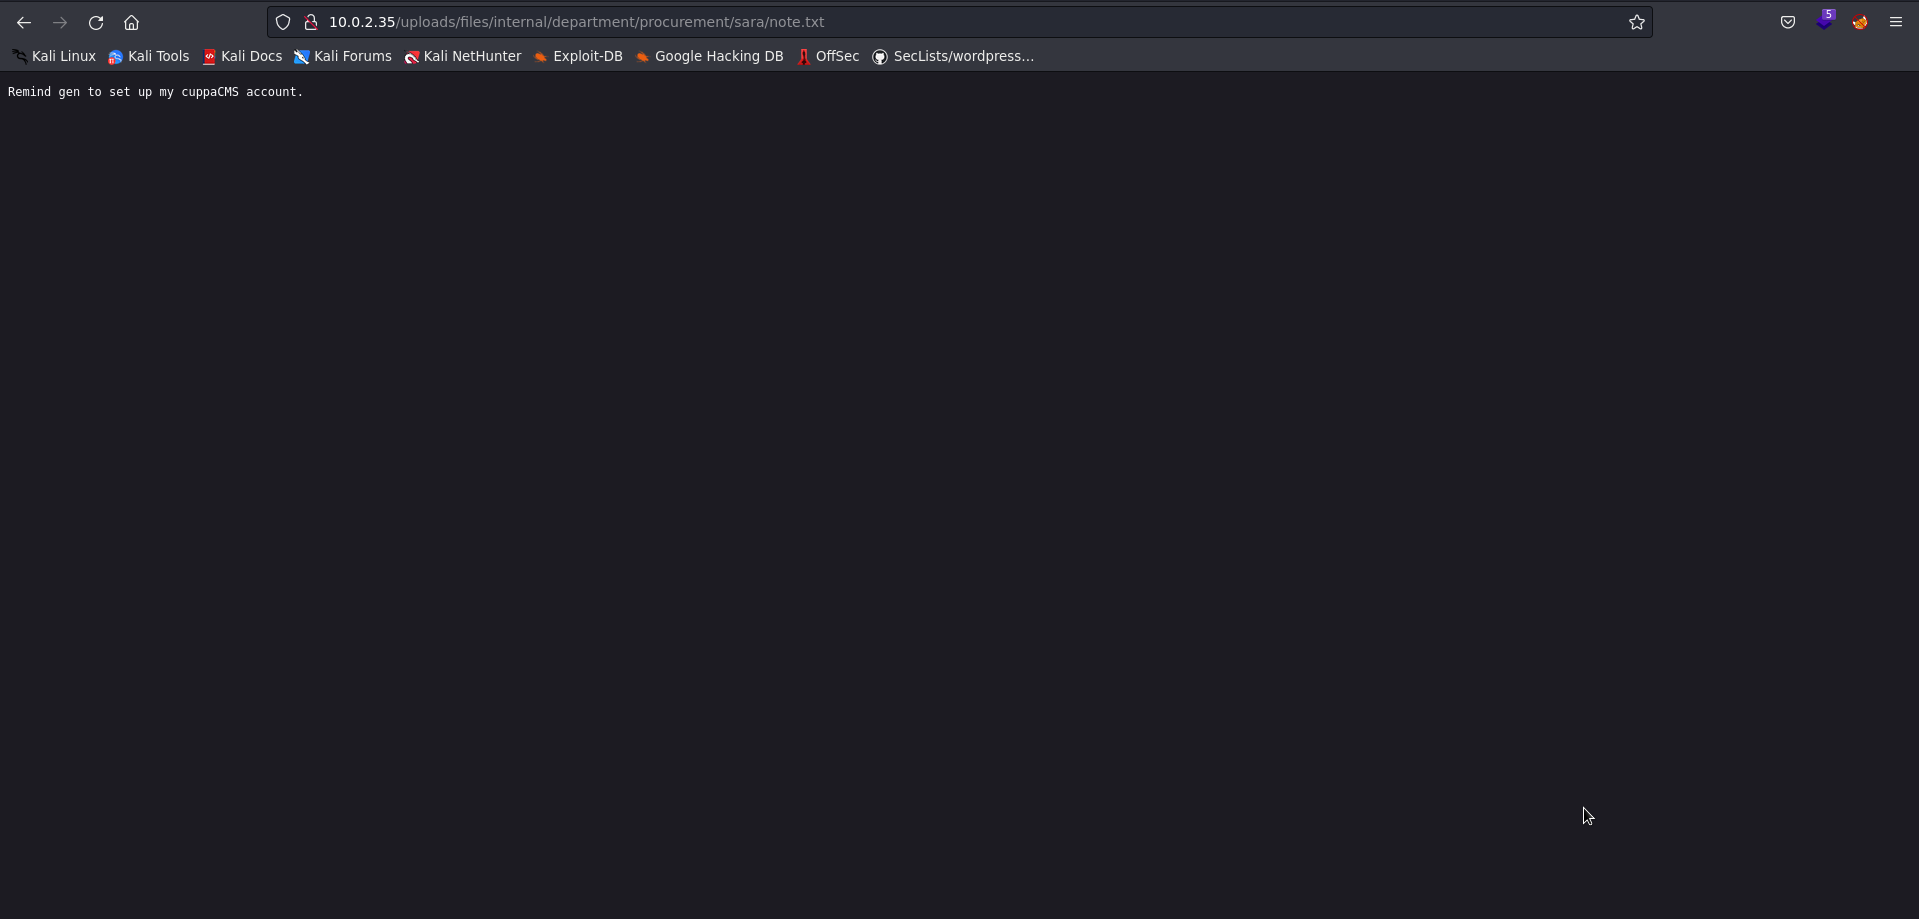 10.0.2.35/uploads/files/internal/department/procurement/sara/note.txt
5
Kali Linux Kali Tools Kali Docs Kali Forums Kali NetHunter Exploit-DB Google Hacking DB OffSec SecLists/wordpress…
Remind gen to set up my cuppaCMS account.